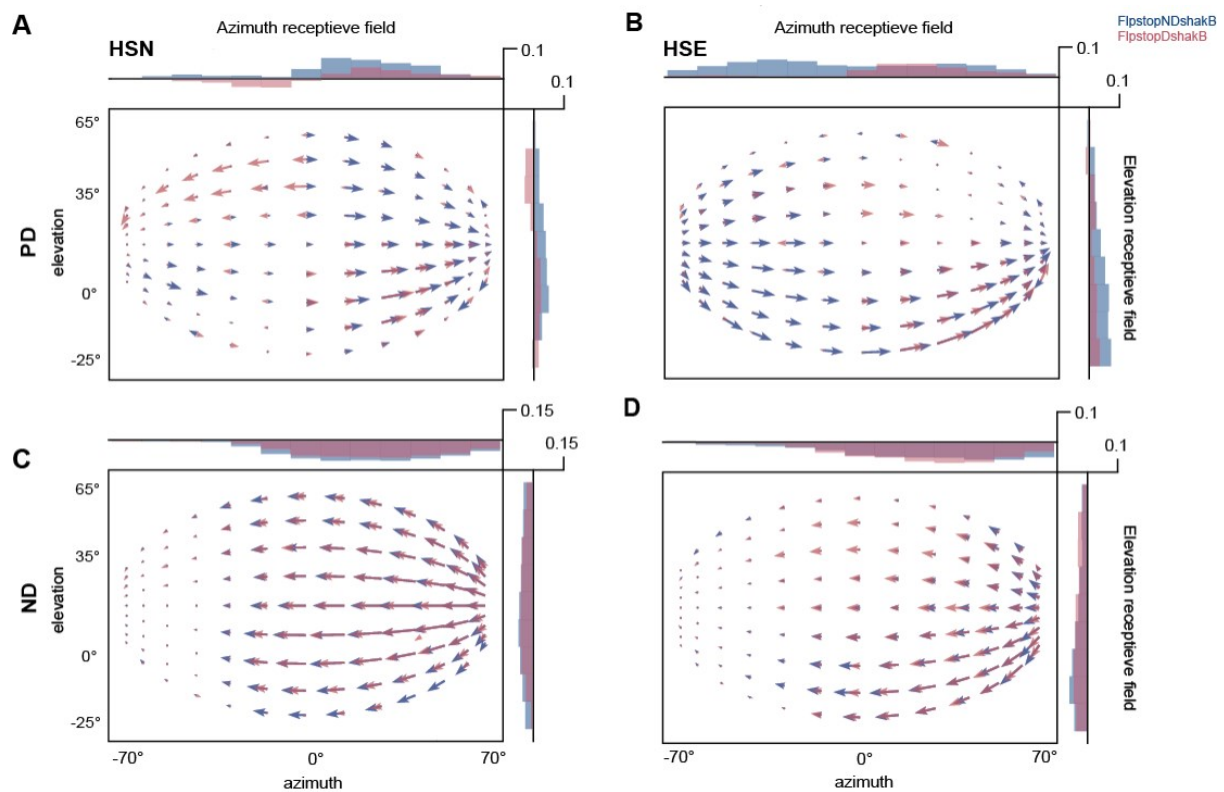 A
Azimuth receptieve field
HSN
0.1
0.1
B
Azimuth receptieve field
HSE
0.1
0.1
FlpstopNDshakB
FlpstopDshakB
65°
35°
0°
-25°
PD
elevation
Elevation receptieve field
C
0.15
0.15
D
0.1
0.1
65°
35°
0°
-25°
ND
elevation
Elevation receptieve field
-70°
0°
70°
azimuth
-70°
0°
70°
azimuth